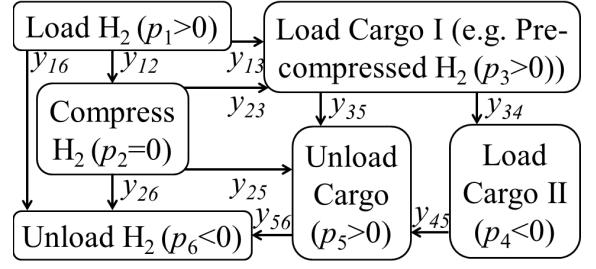 Load H₂ (p₁>0)
Load Cargo I (e.g. Pre-
compressed H₂ (p₃>0))
y₁₆
y₁₂
y₁₃
Compress
H₂ (p₂=0)
y₂₃
y₃₅
y₃₄
Unload
Cargo
(p₅>0)
Load
Cargo II
(p₄<0)
y₂₆
y₂₅
y₅₆
y₄₅
Unload H₂ (p₆<0)